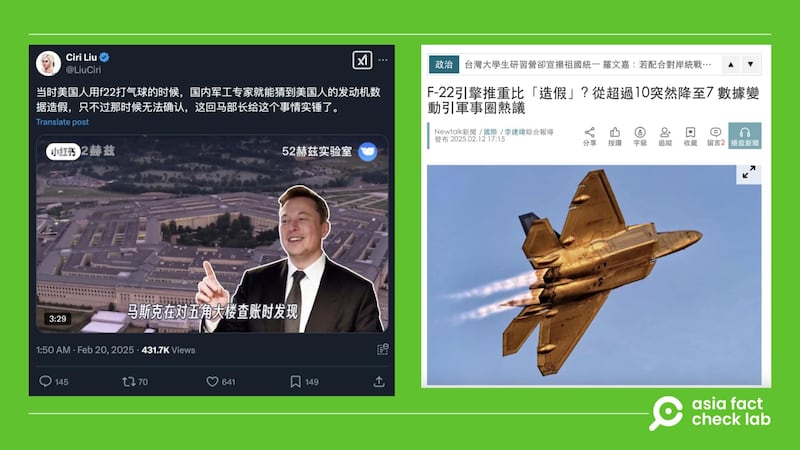 Ciri Liu
@LiuCiri
当时美国人用f22打气球的时候,国内军工专家就能猜到美国人的发动机数据造假,只不过那时候无法确认,这回马部长给这个事情实锤了。
Translate post
小红书
52赫兹
52赫兹实验室
马斯克在对五角大楼查账时发现
3:29
1:50 AM · Feb 20, 2025 · 431.7K Views
145
70
641
149
政治
台灣大學生研習營卻宣揚祖國統一 羅文嘉:若配合對岸統戰⋯
F-22引擎推重比「造假」? 從超過10突然降至7 數據變
動引軍事圈熱議
Newtalk新聞 / 國際 / 李建緯綜合報導
發布 2025.02.12 17:15
分享
按讚
字級
追蹤
收藏
留言2
播放新聞
asia fact
check lab